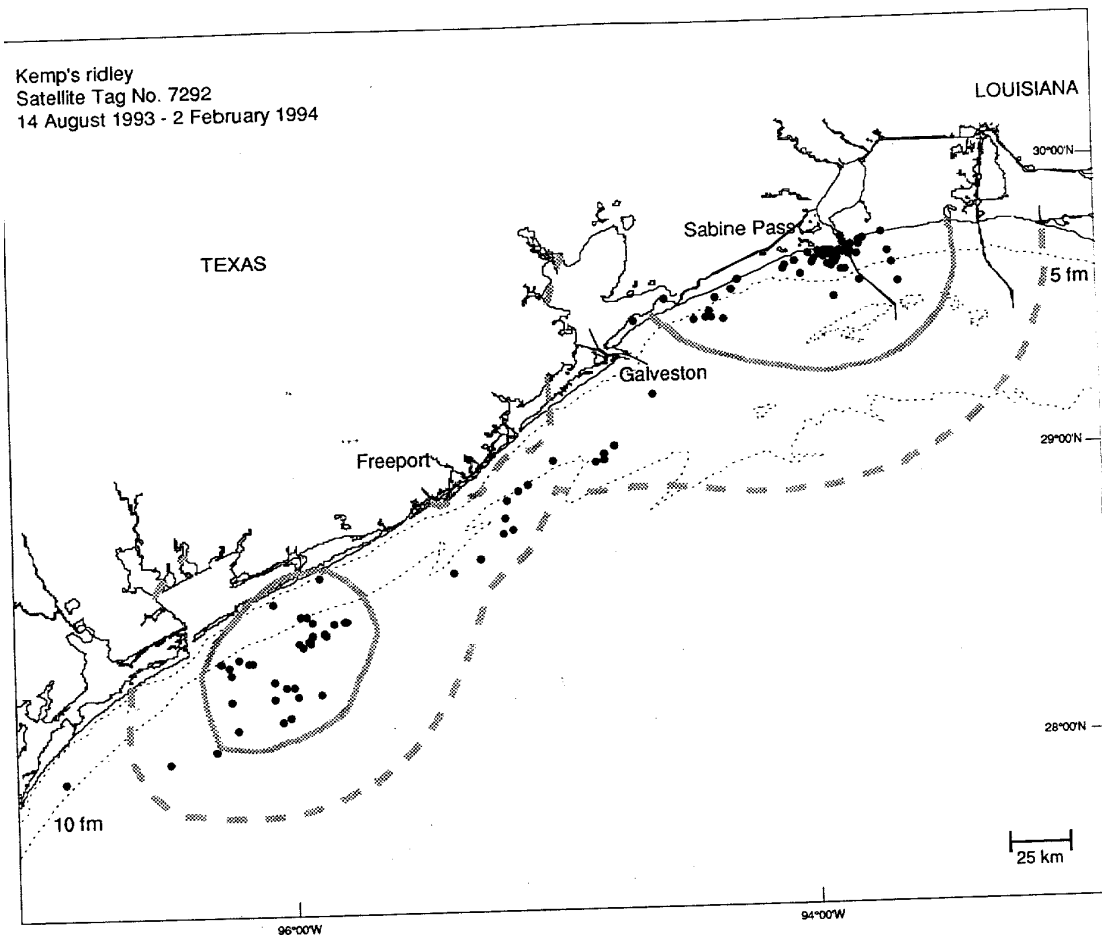 Kemp's ridley
Satellite Tag No. 7292
14 August 1993 - 2 February 1994
LOUISIANA
30°00'N
Sabine Pass
TEXAS
5 fm
Galveston
29°00'N
Freeport
28°00'N
10 fm
25 km
96°00'W
94°00'W